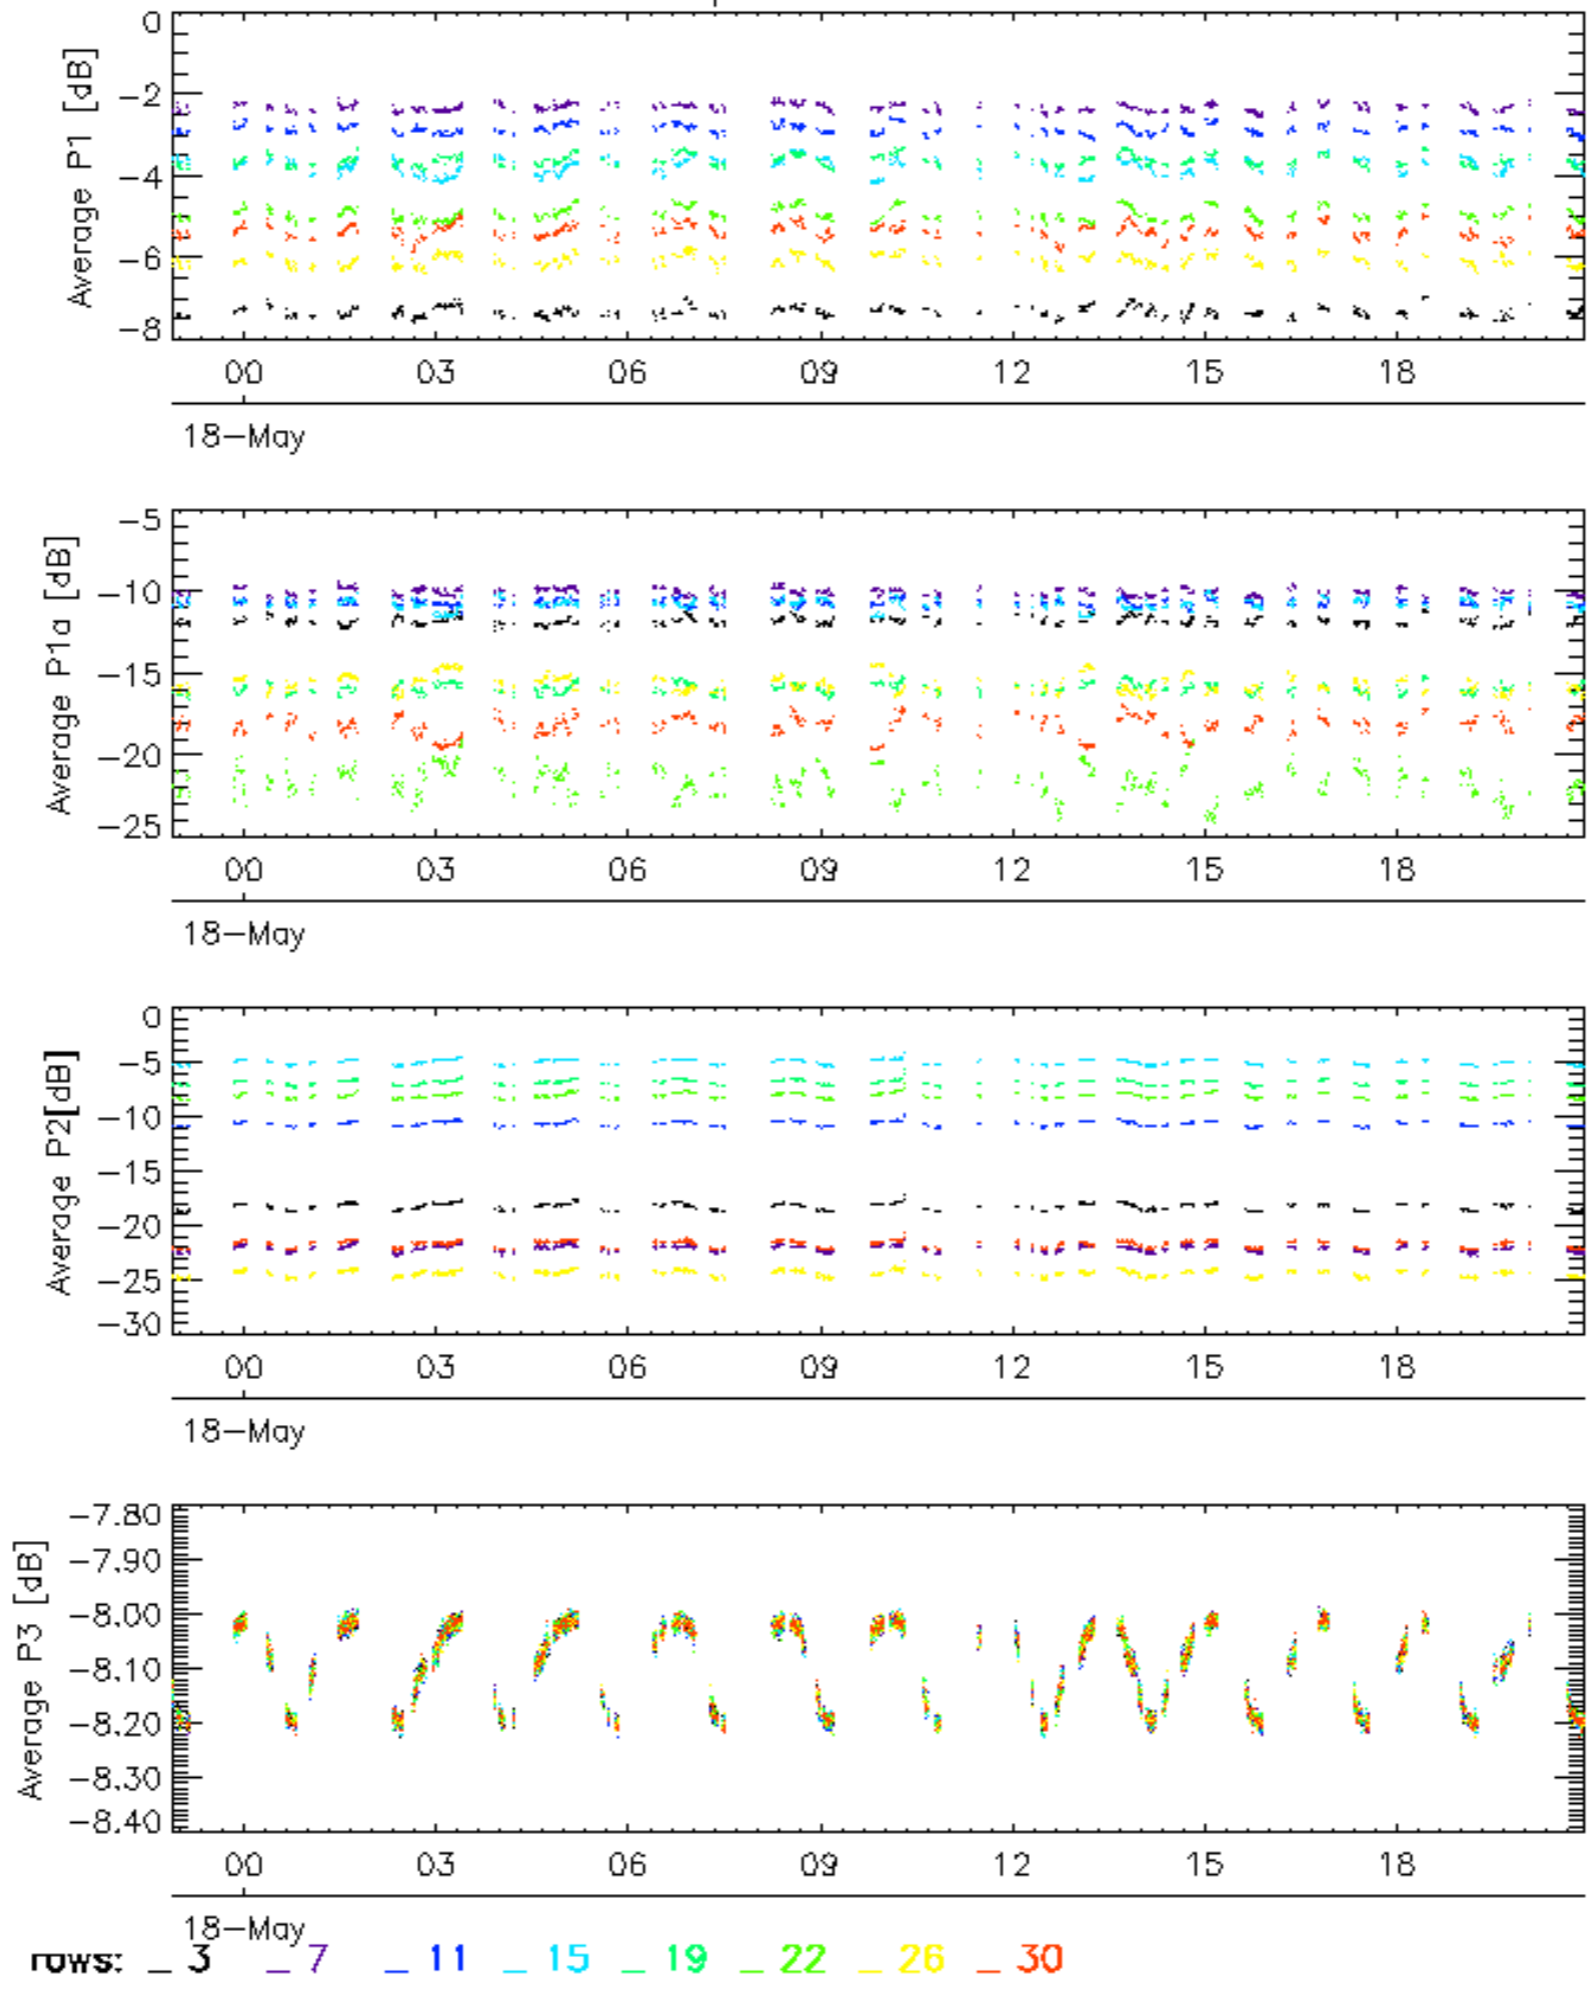 0
Average P1 [dB]
-2
-4
-6
-8
00 03 06 09 12 15 18
18-May
-5
Average P1a [dB]
-10
-15
-20
-25
00 03 06 09 12 15 18
18-May
0
Average P2[dB]
-5
-10
-15
-20
-25
-30
00 03 06 09 12 15 18
18-May
-7.80
Average P3 [dB]
-7.90
-8.00
-8.10
-8.20
-8.30
-8.40
00 03 06 09 12 15 18
18-May
rows: _ 3 _ 7 _ 11 _ 15 _ 19 _ 22 _ 26 _ 30